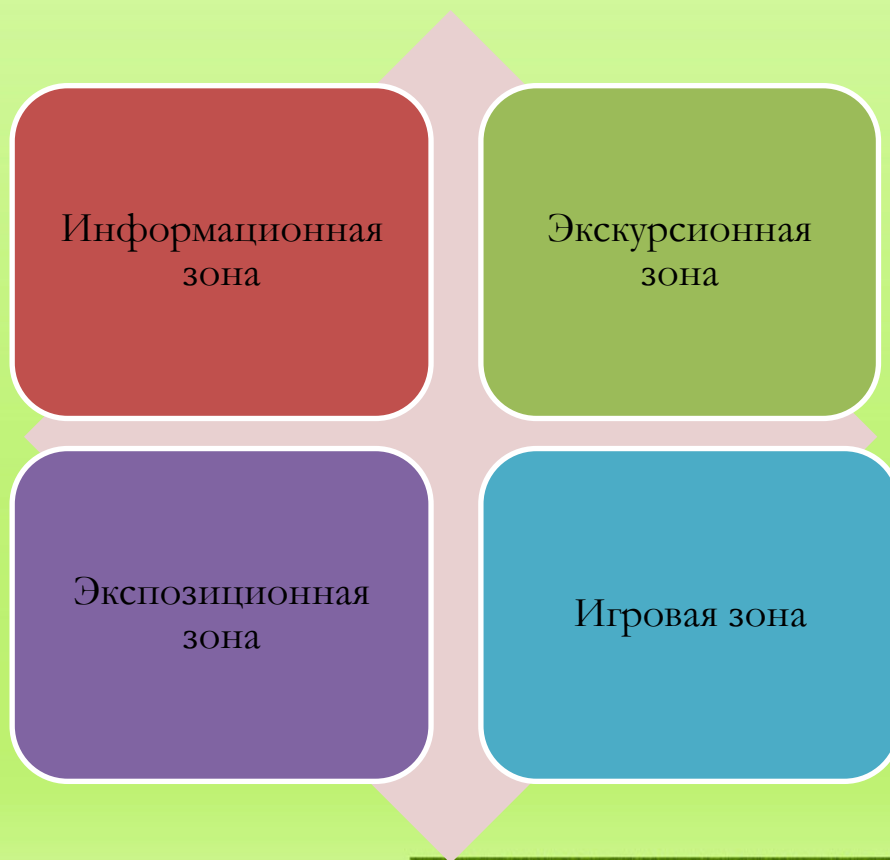 Информационная
зона
Экскурсионная
зона
Экспозиционная
зона
Игровая зона